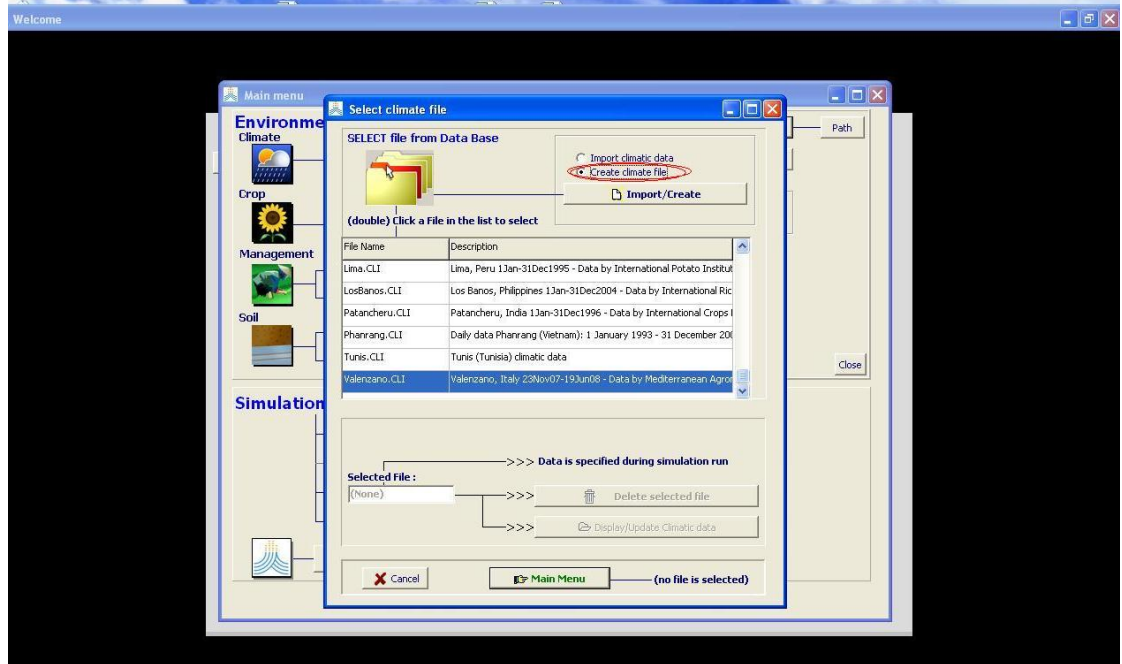 Welcome
Main menu
Environme
Climate
Crop
Management
Soil
Simulation
Path
Close
Select climate file
SELECT file from Data Base
Import climatic data
Create climate file
Import/Create
(double) Click a File in the list to select
File Name Description
Lima.CLI Lima, Peru 1Jan-31Dec1995 - Data by International Potato Institut
LosBanos.CLI Los Banos, Philippines 1Jan-31Dec2004 - Data by International Ric
Patancheru.CLI Patancheru, India 1Jan-31Dec1996 - Data by International Crops
Phanrang.CLI Daily data Phanrang (Vietnam): 1 January 1993 - 31 December 200
Tunis.CLI Tunis (Tunisia) climatic data
Valenzano.CLI Valenzano, Italy 23Nov07-19Jun08 - Data by Mediterranean Agron
>>> Data is specified during simulation run
Selected File :
(None)
>>> Delete selected file
>>> Display/Update Climatic data
Cancel
Main Menu
(no file is selected)